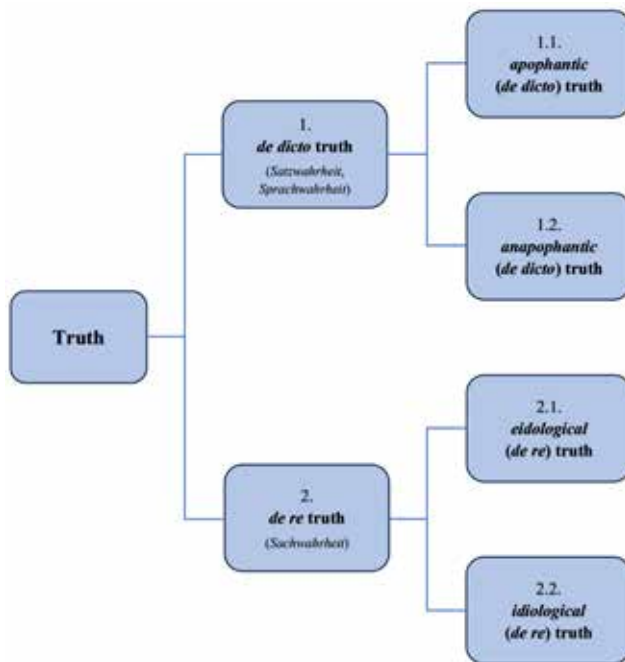 Truth
1.
de dicto truth
(Satzwahrheit,
Sprachwahrheit)
1.1.
apophantic
(de dicto) truth
1.2.
anapophantic
(de dicto) truth
2.
de re truth
(Sachwahrheit)
2.1.
eidological
(de re) truth
2.2.
idiological
(de re) truth